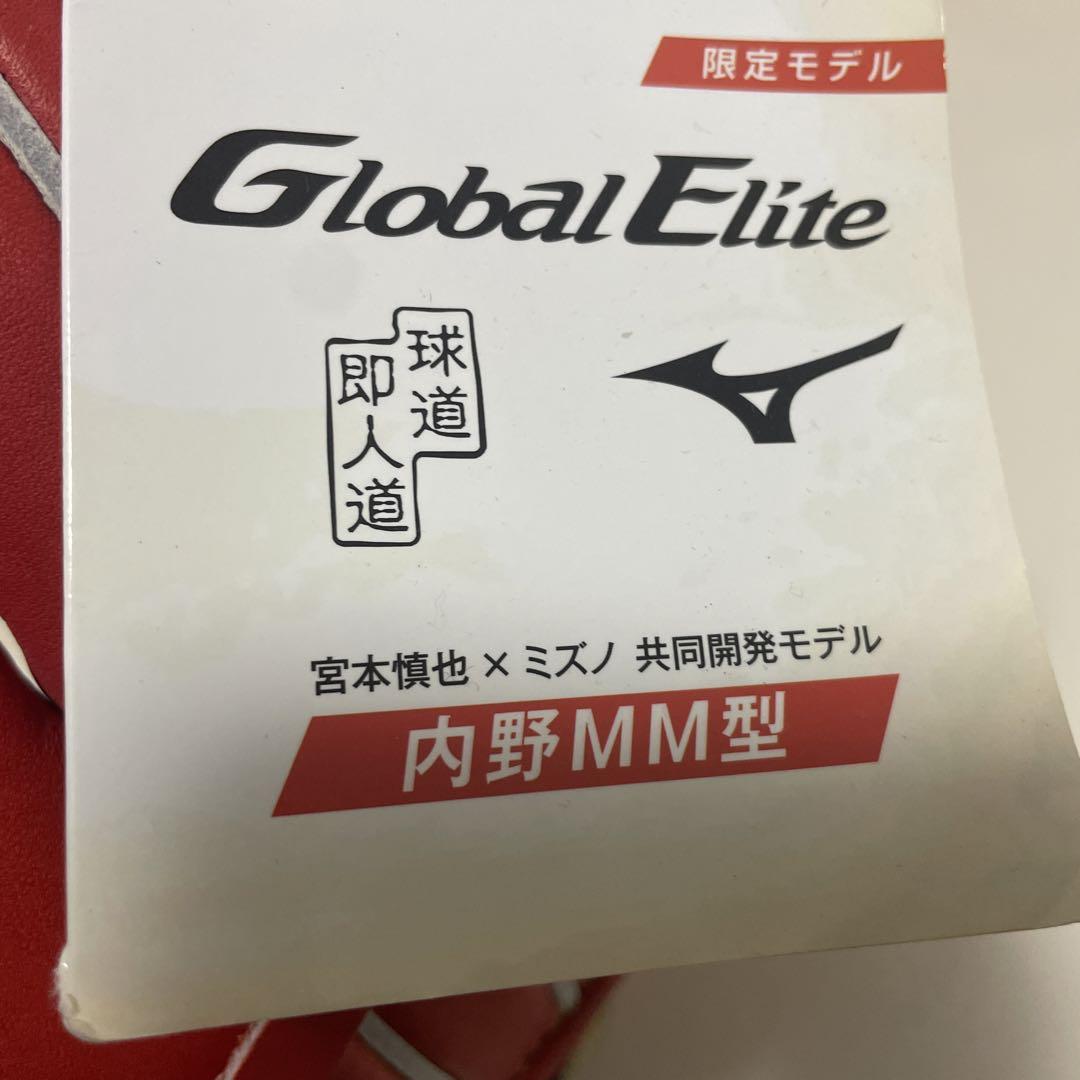 限定モデル
Global Elite
球道
即人道
宮本慎也 × ミズノ 共同開発モデル
内野MM型